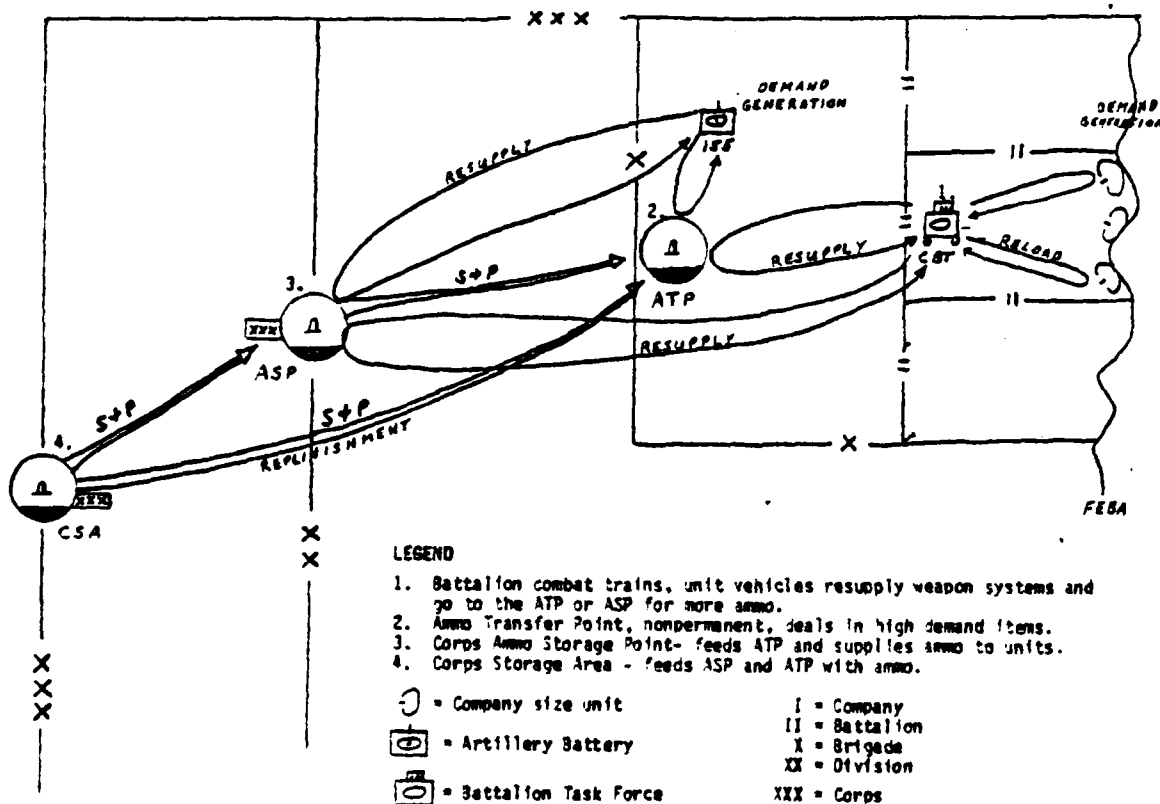 XXX
DEMAND
GENERATION
DEMAND
GENERATION
155
RESUPPLY
X
II
II
1.
2.
II
RESUPPLY
CBT
RELOAD
ATP
S+P
3.
XXX
ASP
RESUPPLY
II
II
S+P
S+P
REPLINISHMENT
X
4.
XXX
CSA
FEBA
XX
XXX
LEGEND
1. Battalion combat trains, unit vehicles resupply weapon systems and
go to the ATP or ASP for more ammo.
2. Ammo Transfer Point, nonpermanent, deals in high demand items.
3. Corps Ammo Storage Point- feeds ATP and supplies ammo to units.
4. Corps Storage Area - feeds ASP and ATP with ammo.
= Company size unit
I = Company
II = Battalion
= Artillery Battery
X = Brigade
XX = Division
= Battalion Task Force
XXX = Corps